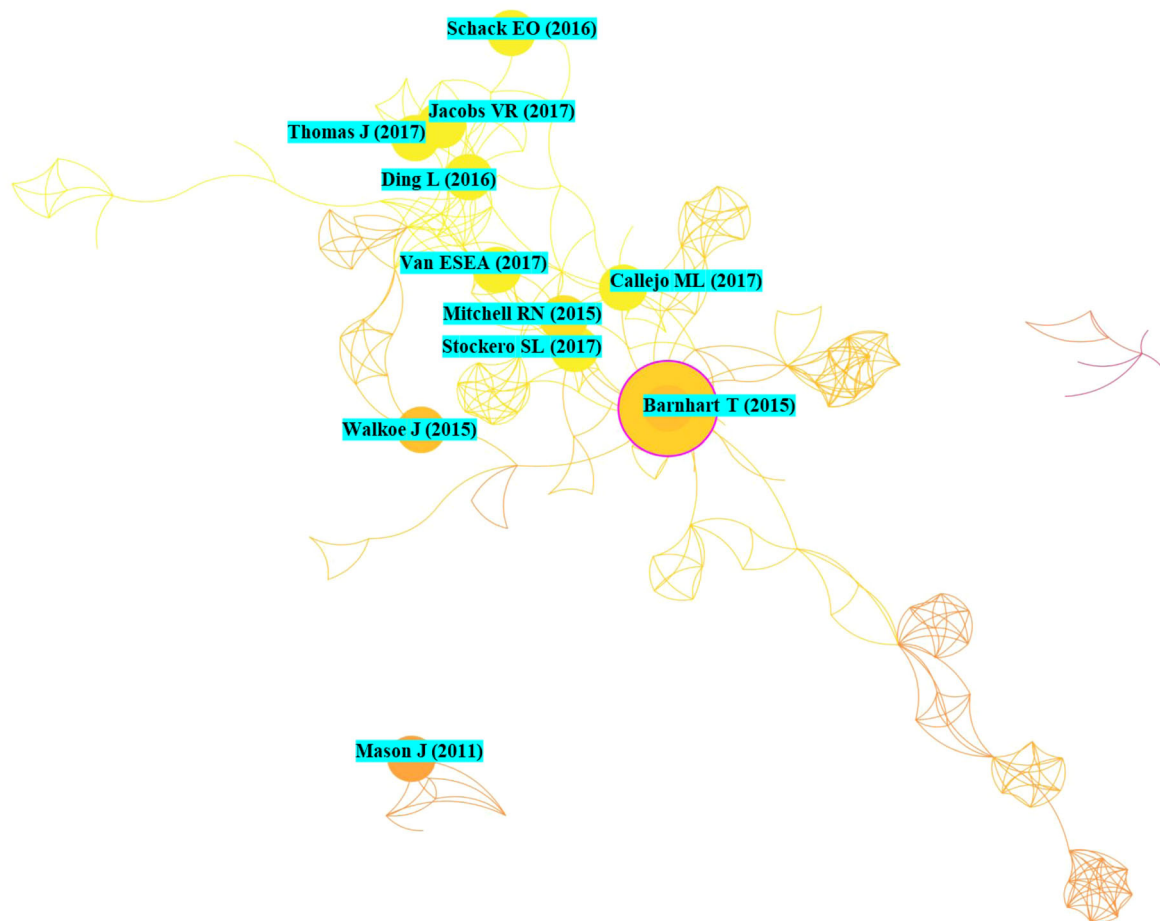 Schack EO (2016)
Jacobs VR (2017)
Thomas J (2017)
Ding L (2016)
Van ESEA (2017)
Callejo ML (2017)
Mitchell RN (2015)
Stockero SL (2017)
Barnhart T (2015)
Walkoe J (2015)
Mason J (2011)